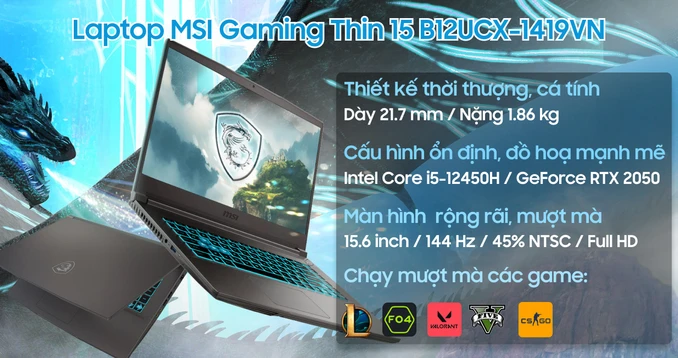 Laptop MSI Gaming Thin 15 B12UCX-1419VN
Thiết kế thời thượng, cá tính
Dày 21.7 mm / Nặng 1.86 kg
Cấu hình ổn định, đồ hoạ mạnh mẽ
Intel Core i5-12450H / GeForce RTX 2050
Màn hình rộng rãi, mượt mà
15.6 inch / 144 Hz / 45% NTSC / Full HD
Chạy mượt mà các game:
L
FO4
VALORANT
V
FIVE
CS GO
msi